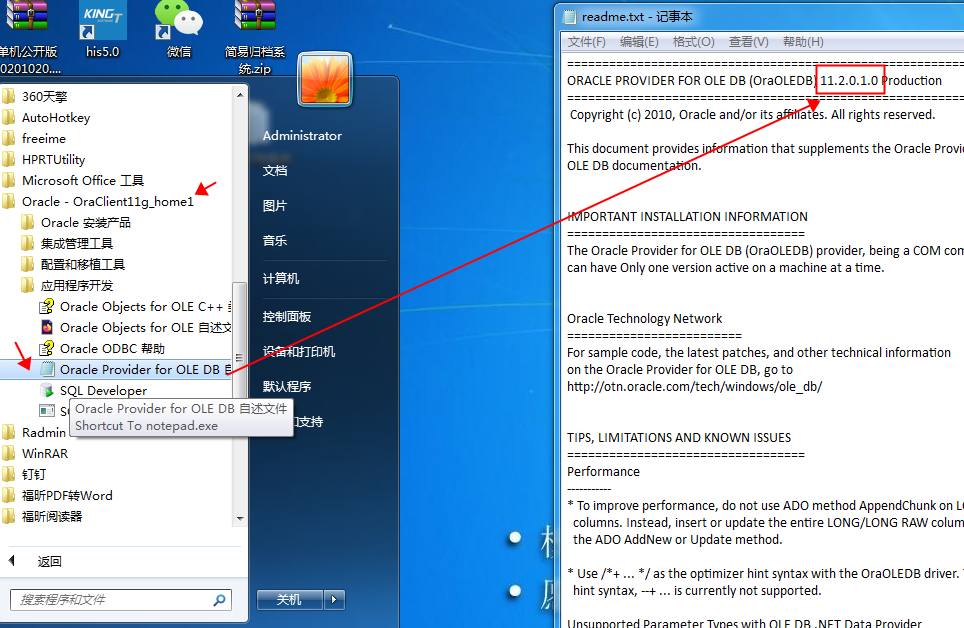 单机公开版
0201020....
KINGT
his5.0
微信
简易归档系
统.zip
360天擎
AutoHotkey
freeime
HPRTUtility
Microsoft Office 工具
Oracle - OraClient11g_home1
Oracle 安装产品
集成管理工具
配置和移植工具
应用程序开发
Oracle Objects for OLE C++
Oracle Objects for OLE 自述文
Oracle ODBC 帮助
Oracle Provider for OLE DB 自
SQL Developer
Oracle Provider for OLE DB 自述文件
Shortcut To notepad.exe
Radmin
WinRAR
钉钉
福昕PDF转Word
福昕阅读器
返回
搜索程序和文件
Administrator
文档
图片
音乐
计算机
控制面板
设备和打印机
默认程序
和支持
关机
readme.txt - 记事本
文件(F) 编辑(E) 格式(O) 查看(V) 帮助(H)
ORACLE PROVIDER FOR OLE DB (OraOLEDB) 11.2.0.1.0 Production
Copyright (c) 2010, Oracle and/or its affiliates. All rights reserved.
This document provides information that supplements the Oracle Provi
OLE DB documentation.
IMPORTANT INSTALLATION INFORMATION
==================================
The Oracle Provider for OLE DB (OraOLEDB) provider, being a COM com
can have Only one version active on a machine at a time.
Oracle Technology Network
=========================
For sample code, the latest patches, and other technical information
on the Oracle Provider for OLE DB, go to
http://otn.oracle.com/tech/windows/ole_db/
TIPS, LIMITATIONS AND KNOWN ISSUES
==================================
Performance
-----------
* To improve performance, do not use ADO method AppendChunk on LO
columns. Instead, insert or update the entire LONG/LONG RAW colum
the ADO AddNew or Update method.
* Use /*+ ... */ as the optimizer hint syntax with the OraOLEDB driver.
hint syntax, --+ ... is currently not supported.
Unsupported Parameter Types with OLE DB .NET Data Provider